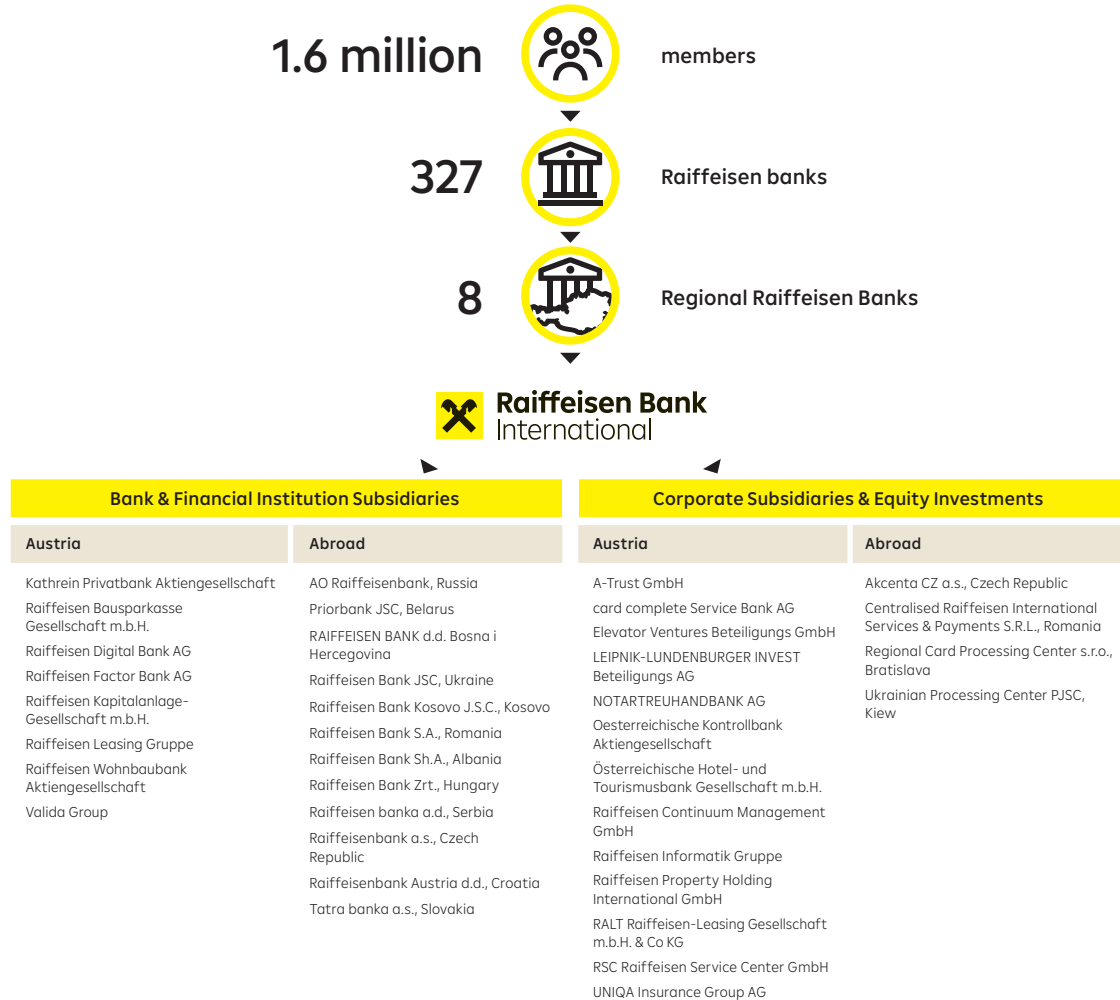 1.6 million
members
327
Raiffeisen banks
8
Regional Raiffeisen Banks
Raiffeisen Bank
International
Bank & Financial Institution Subsidiaries
Austria
Kathrein Privatbank Aktiengesellschaft
Raiffeisen Bausparkasse
Gesellschaft m.b.H.
Raiffeisen Digital Bank AG
Raiffeisen Factor Bank AG
Raiffeisen Kapitalanlage-
Gesellschaft m.b.H.
Raiffeisen Leasing Gruppe
Raiffeisen Wohnbaubank
Aktiengesellschaft
Valida Group
Abroad
AO Raiffeisenbank, Russia
Priorbank JSC, Belarus
RAIFFEISEN BANK d.d. Bosna i
Hercegovina
Raiffeisen Bank JSC, Ukraine
Raiffeisen Bank Kosovo J.S.C., Kosovo
Raiffeisen Bank S.A., Romania
Raiffeisen Bank Sh.A., Albania
Raiffeisen Bank Zrt., Hungary
Raiffeisen banka a.d., Serbia
Raiffeisenbank a.s., Czech
Republic
Raiffeisenbank Austria d.d., Croatia
Tatra banka a.s., Slovakia
Corporate Subsidiaries & Equity Investments
Austria
A-Trust GmbH
card complete Service Bank AG
Elevator Ventures Beteiligungs GmbH
LEIPNIK-LUNDENBURGER INVEST
Beteiligungs AG
NOTARTREUHANDBANK AG
Oesterreichische Kontrollbank
Aktiengesellschaft
Österreichische Hotel- und
Tourismusbank Gesellschaft m.b.H.
Raiffeisen Continuum Management
GmbH
Raiffeisen Informatik Gruppe
Raiffeisen Property Holding
International GmbH
RALT Raiffeisen-Leasing Gesellschaft
m.b.H. & Co KG
RSC Raiffeisen Service Center GmbH
UNIQA Insurance Group AG
Abroad
Akcenta CZ a.s., Czech Republic
Centralised Raiffeisen International
Services & Payments S.R.L., Romania
Regional Card Processing Center s.r.o.,
Bratislava
Ukrainian Processing Center PJSC,
Kiew